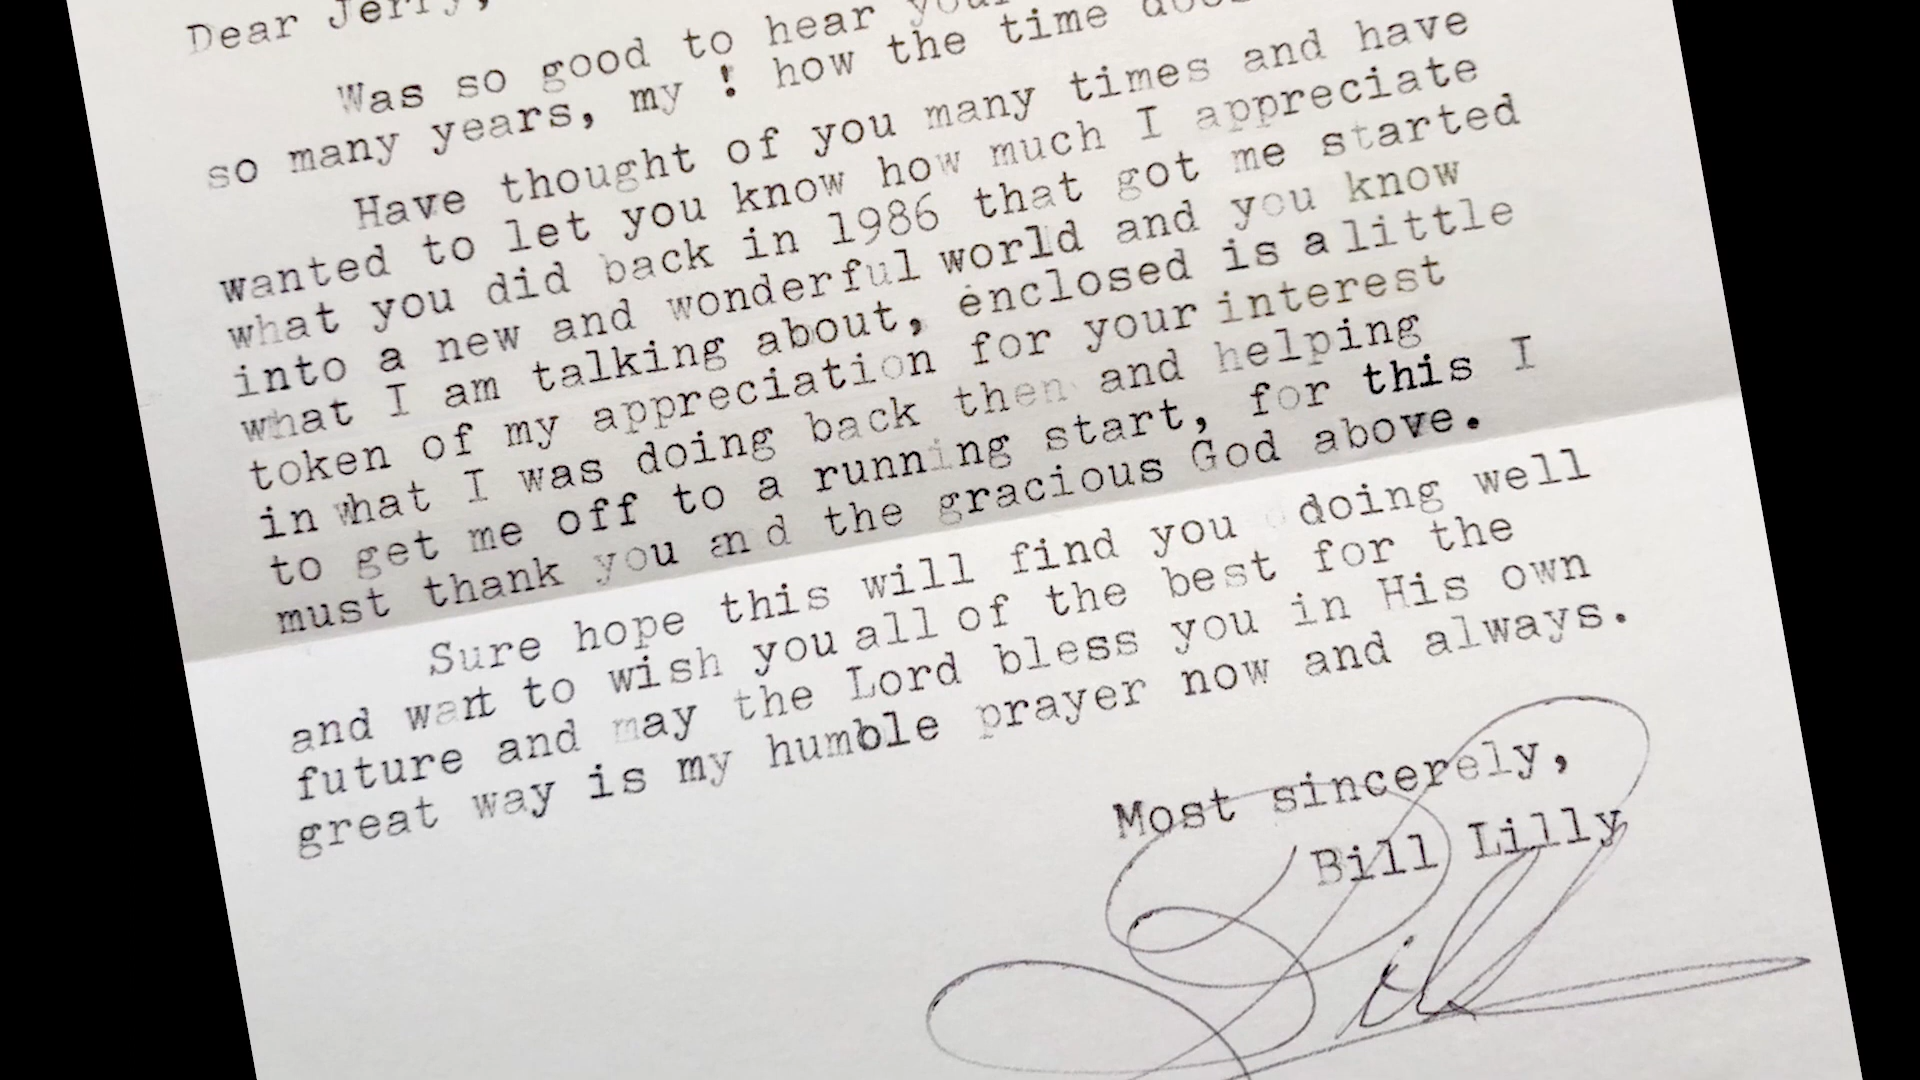 Dear Jerry,
Was so good to hear your
so many years, my ! how the time does
Have thought of you many times and have
wanted to let you know how much I appreciate
what you did back in 1986 that got me started
into a new and wonderful world and you know
what I am talking about, enclosed is a little
token of my appreciation for your interest
in what I was doing back then and helping
to get me off to a running start, for this I
must thank you and the gracious God above.
Sure hope this will find you doing well
and want to wish you all of the best for the
future and may the Lord bless you in His own
great way is my humble prayer now and always.
Most sincerely,
Bill Lilly
Bill